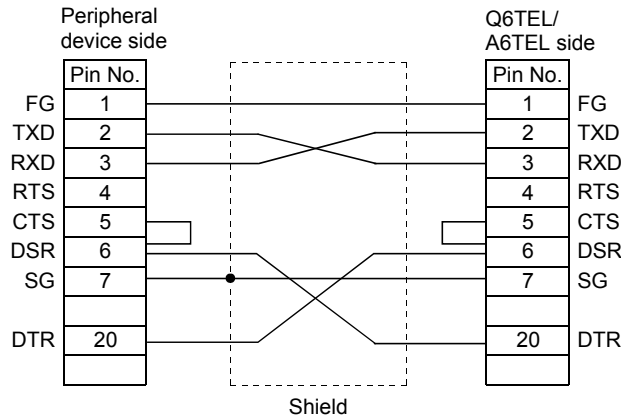 Peripheral
device side
Q6TEL/
A6TEL side
Pin No.
Pin No.
FG 1 1 FG
TXD 2 2 TXD
RXD 3 3 RXD
RTS 4 4 RTS
CTS 5 5 CTS
DSR 6 6 DSR
SG 7 7 SG
DTR 20 20 DTR
Shield